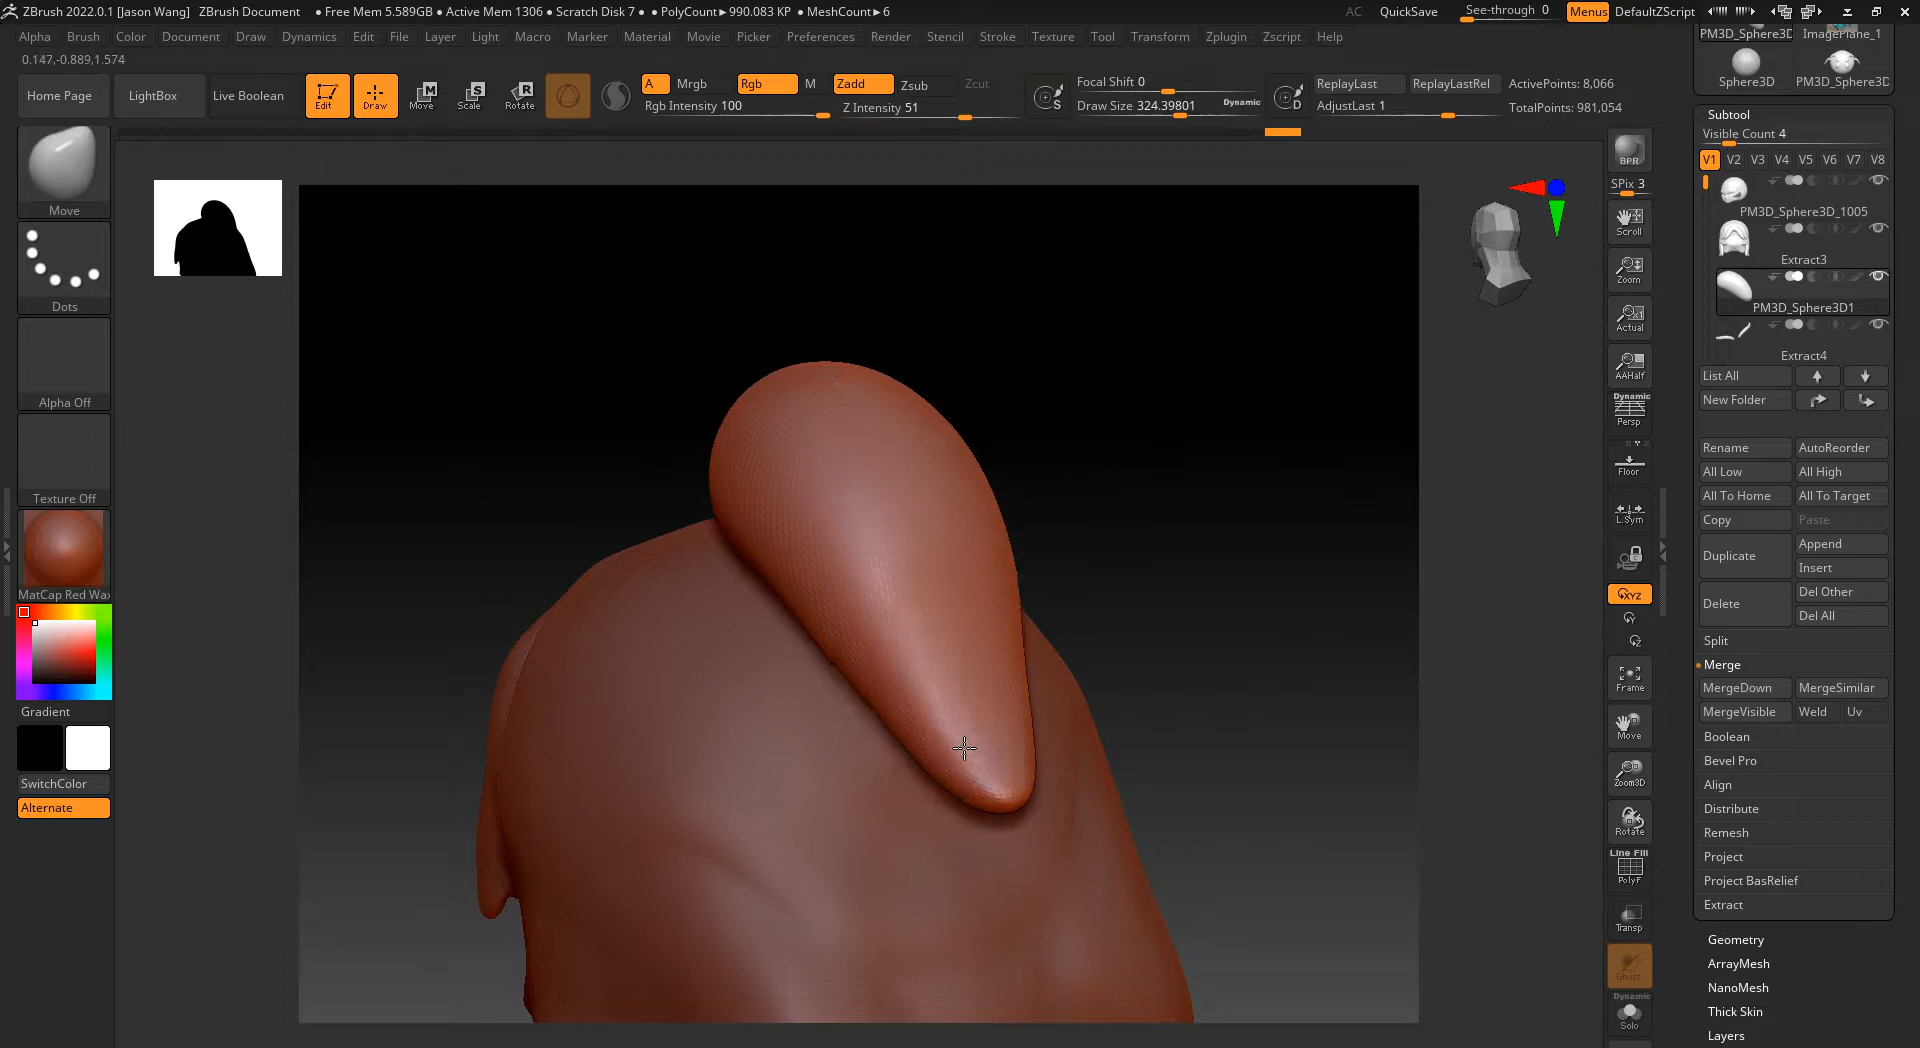 ZBrush 2022.0.1 [Jason Wang] ZBrush Document ● Free Mem 5.589GB ● Active Mem 1306 ● Scratch Disk 7 ● ● PolyCount► 990.083 KP ● MeshCount► 6 AC QuickSave See-through 0 Menus DefaultZScript
Alpha Brush Color Document Draw Dynamics Edit File Layer Light Macro Marker Material Movie Picker Preferences Render Stencil Stroke Texture Tool Transform Zplugin Zscript Help
0.147,-0.889,1.574
Home Page LightBox Live Boolean Edit Draw Move Scale Rotate
A Mrgb Rgb M Zadd Zsub Zcut
Rgb Intensity 100 Z Intensity 51
Focal Shift 0
Draw Size 324.39801 Dynamic
ReplayLast ReplayLastRel ActivePoints: 8,066
AdjustLast 1 TotalPoints: 981,054
Move
Dots
Alpha Off
Texture Off
MatCap Red Wax
Gradient
SwitchColor
Alternate
BPR
SPix 3
Scroll
Zoom
Actual
AAHalf
Dynamic
Persp
Floor
L.Sym
XYZ
Y
Z
Frame
Move
Zoom3D
Rotate
Line Fill
PolyF
Transp
Ghost
Dynamic
Solo
PM3D_Sphere3D ImagePlane_1
Sphere3D PM3D_Sphere3D
Subtool
Visible Count 4
V1 V2 V3 V4 V5 V6 V7 V8
PM3D_Sphere3D_1005
Extract3
PM3D_Sphere3D1
Extract4
List All
New Folder
Rename AutoReorder
All Low All High
All To Home All To Target
Copy Paste
Duplicate Append
Insert
Delete Del Other
Del All
Split
Merge
MergeDown MergeSimilar
MergeVisible Weld Uv
Boolean
Bevel Pro
Align
Distribute
Remesh
Project
Project BasRelief
Extract
Geometry
ArrayMesh
NanoMesh
Thick Skin
Layers